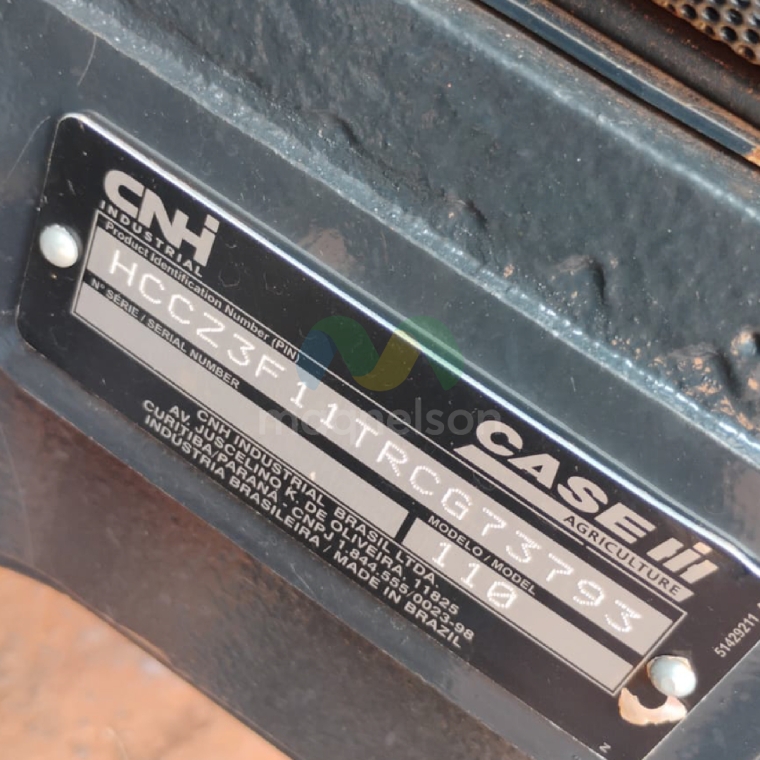 CNH
INDUSTRIAL
Product Identification Number (PIN)
HCCZ3F11TRCG73793
N° SÉRIE / SERIAL NUMBER
MODELO / MODEL
110
CASE IH
AGRICULTURE
CNH INDUSTRIAL BRASIL LTDA.
AV. JUSCELINO K. DE OLIVEIRA, 11825
CURITIBA/PARANÁ, CNPJ 1.844.555/0023-98
INDÚSTRIA BRASILEIRA / MADE IN BRAZIL
51429211
maqnelson